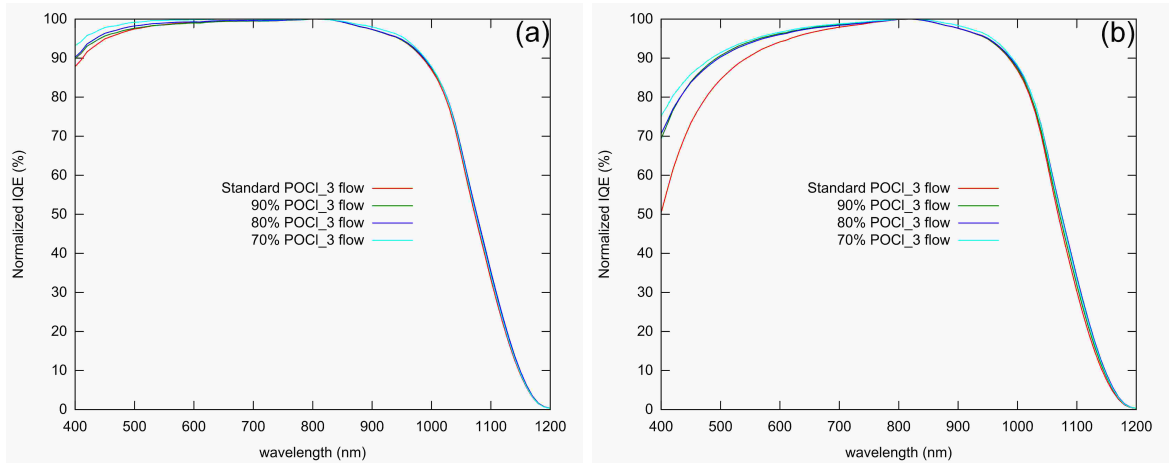 (a)
Normalized IQE (%)
100
90
80
70
60
50
40
30
20
10
0
Standard POCl_3 flow
90% POCl_3 flow
80% POCl_3 flow
70% POCl_3 flow
400 500 600 700 800 900 1000 1100 1200
wavelength (nm)
(b)
Normalized IQE (%)
100
90
80
70
60
50
40
30
20
10
0
Standard POCl_3 flow
90% POCl_3 flow
80% POCl_3 flow
70% POCl_3 flow
400 500 600 700 800 900 1000 1100 1200
wavelength (nm)